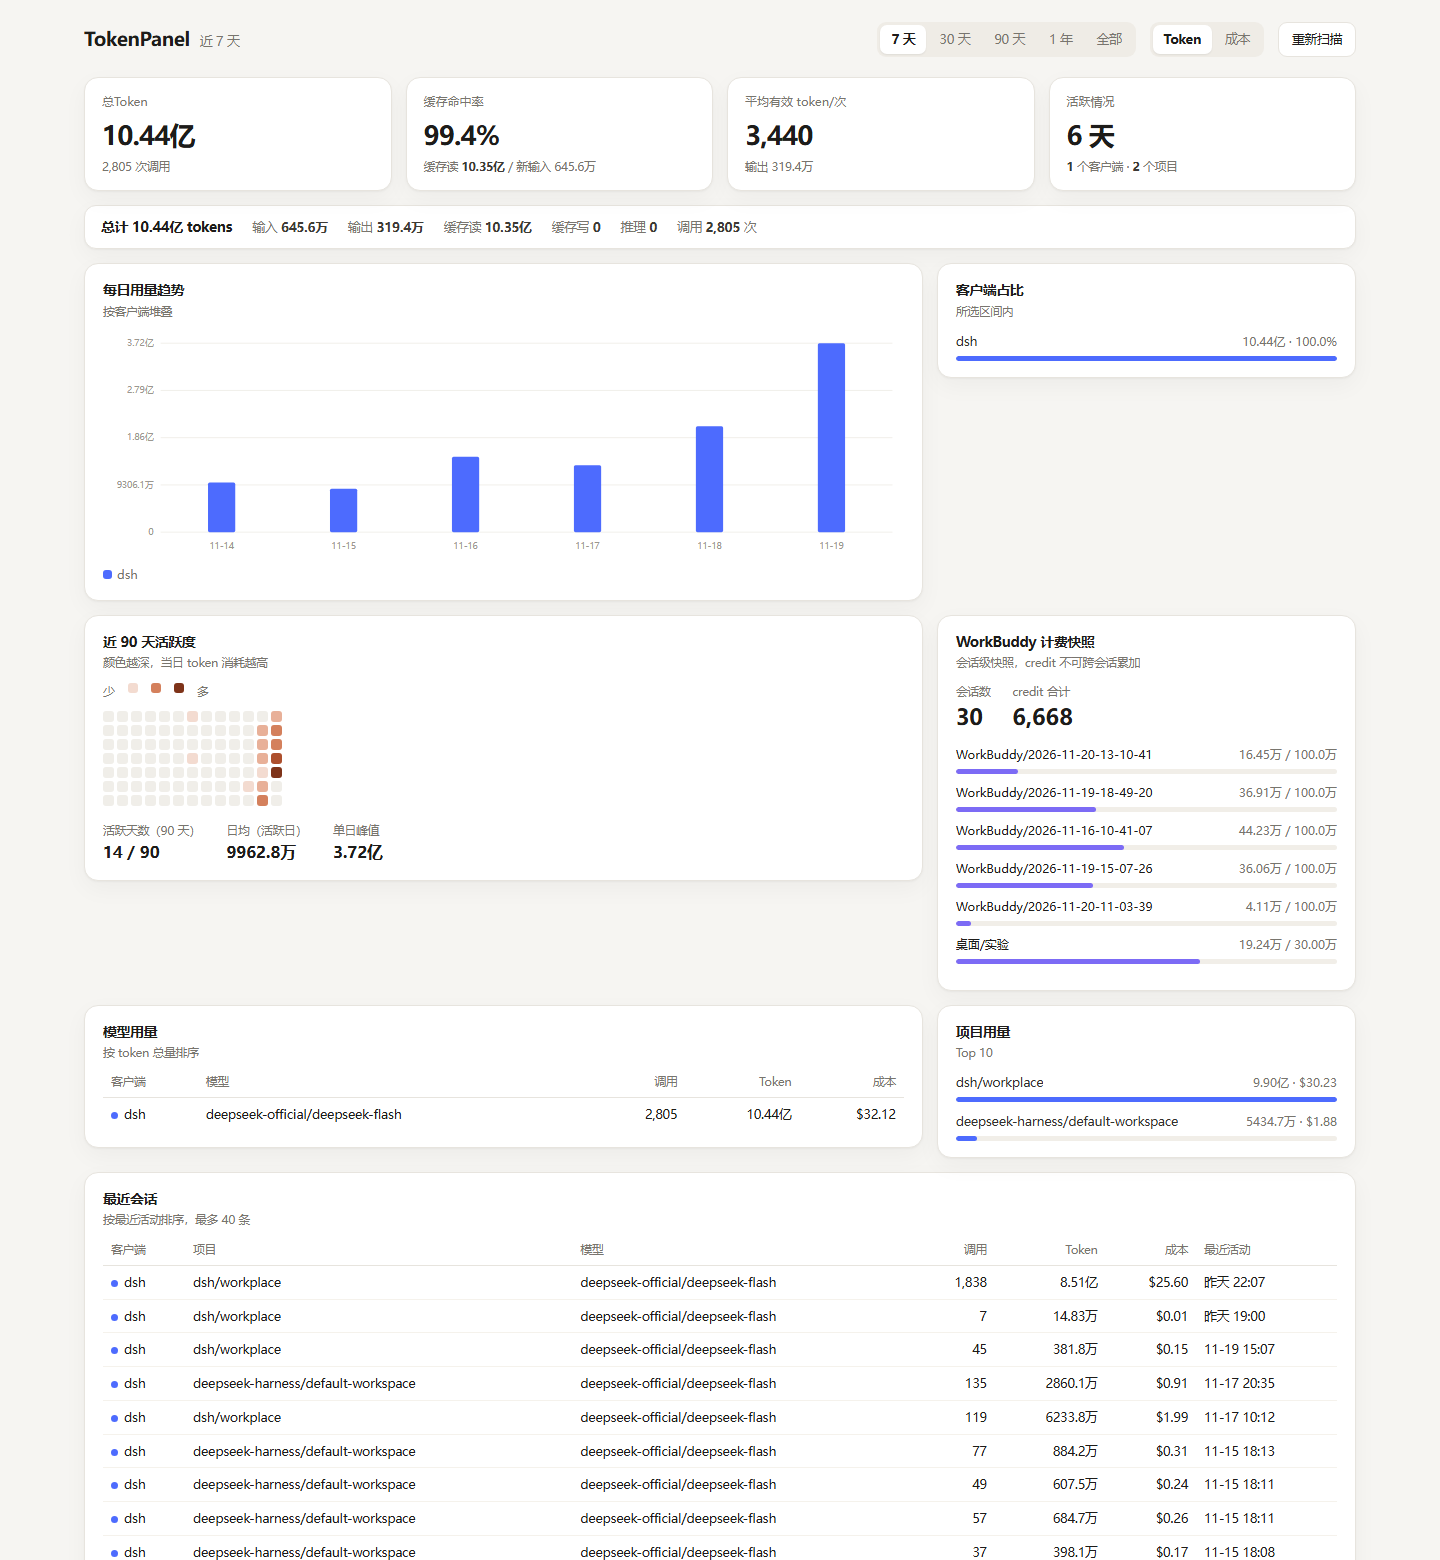 TokenPanel 近 7 天
7 天 30 天 90 天 1 年 全部 Token 成本 重新扫描
总Token
10.44亿
2,805 次调用
缓存命中率
99.4%
缓存读 10.35亿 / 新输入 645.6万
平均有效 token/次
3,440
输出 319.4万
活跃情况
6 天
1 个客户端 · 2 个项目
总计 10.44亿 tokens 输入 645.6万 输出 319.4万 缓存读 10.35亿 缓存写 0 推理 0 调用 2,805 次
每日用量趋势
按客户端堆叠
3.72亿
2.79亿
1.86亿
9306.1万
0
11-14 11-15 11-16 11-17 11-18 11-19
dsh
客户端占比
所选区间内
dsh 10.44亿 · 100.0%
近 90 天活跃度
颜色越深，当日 token 消耗越高
少 多
活跃天数（90 天） 日均（活跃日） 单日峰值
14 / 90 9962.8万 3.72亿
WorkBuddy 计费快照
会话级快照，credit 不可跨会话累加
会话数 credit 合计
30 6,668
WorkBuddy/2026-11-20-13-10-41 16.45万 / 100.0万
WorkBuddy/2026-11-19-18-49-20 36.91万 / 100.0万
WorkBuddy/2026-11-16-10-41-07 44.23万 / 100.0万
WorkBuddy/2026-11-19-15-07-26 36.06万 / 100.0万
WorkBuddy/2026-11-20-11-03-39 4.11万 / 100.0万
桌面/实验 19.24万 / 30.00万
模型用量
按 token 总量排序
客户端 模型 调用 Token 成本
dsh deepseek-official/deepseek-flash 2,805 10.44亿 $32.12
项目用量
Top 10
dsh/workplace 9.90亿 · $30.23
deepseek-harness/default-workspace 5434.7万 · $1.88
最近会话
按最近活动排序，最多 40 条
客户端 项目 模型 调用 Token 成本 最近活动
dsh dsh/workplace deepseek-official/deepseek-flash 1,838 8.51亿 $25.60 昨天 22:07
dsh dsh/workplace deepseek-official/deepseek-flash 7 14.83万 $0.01 昨天 19:00
dsh dsh/workplace deepseek-official/deepseek-flash 45 381.8万 $0.15 11-19 15:07
dsh deepseek-harness/default-workspace deepseek-official/deepseek-flash 135 2860.1万 $0.91 11-17 20:35
dsh dsh/workplace deepseek-official/deepseek-flash 119 6233.8万 $1.99 11-17 10:12
dsh deepseek-harness/default-workspace deepseek-official/deepseek-flash 77 884.2万 $0.31 11-15 18:13
dsh deepseek-harness/default-workspace deepseek-official/deepseek-flash 49 607.5万 $0.24 11-15 18:11
dsh deepseek-harness/default-workspace deepseek-official/deepseek-flash 57 684.7万 $0.26 11-15 18:11
dsh deepseek-harness/default-workspace deepseek-official/deepseek-flash 37 398.1万 $0.17 11-15 18:08